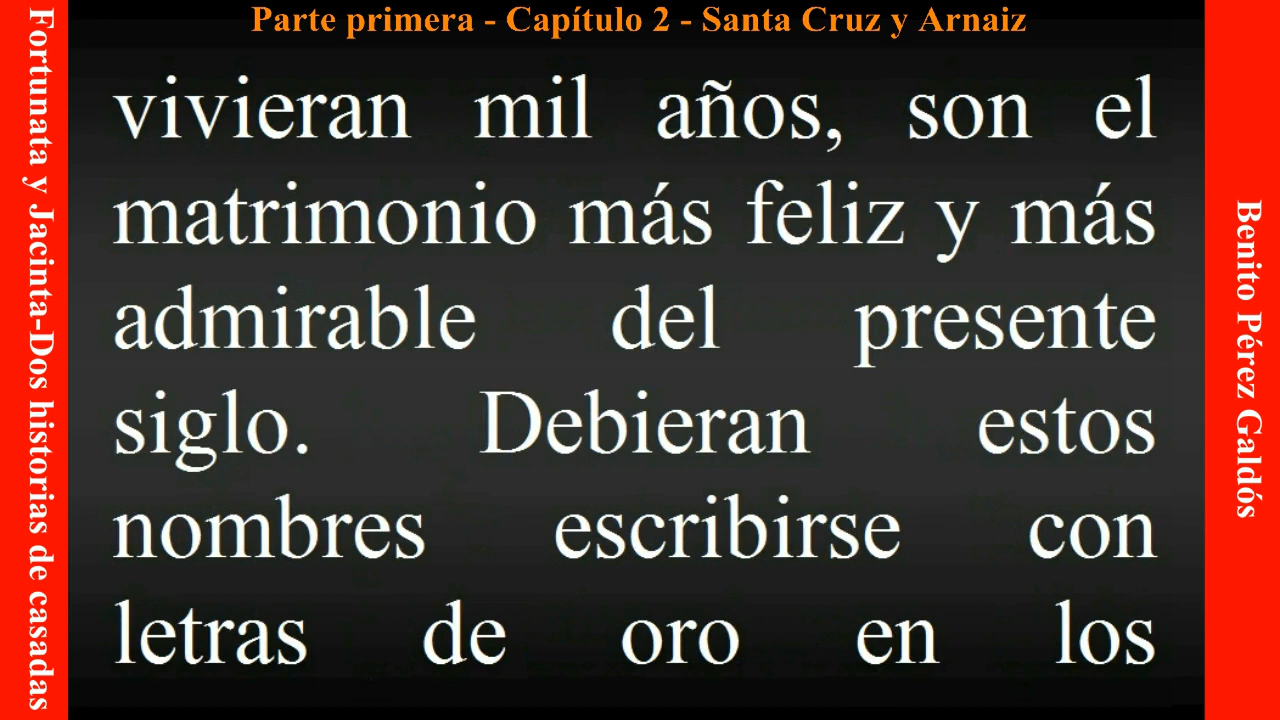 Parte primera - Capítulo 2 - Santa Cruz y Arnaiz
Fortunata y Jacinta-Dos historias de casadas
vivieran mil años, son el
matrimonio más feliz y más
admirable del presente
siglo. Debieran estos
nombres escribirse con
letras de oro en los
Benito Pérez Galdós